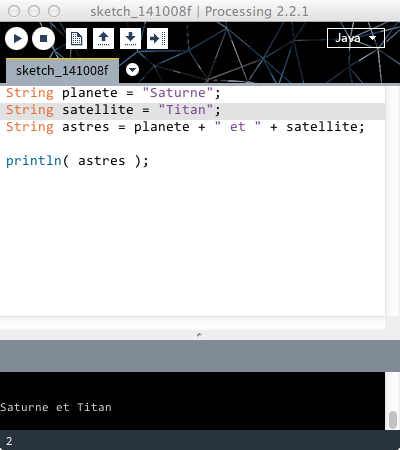 sketch_141008f | Processing 2.2.1
Java
sketch_141008f
String planete = "Saturne";
String satellite = "Titan";
String astres = planete + " et " + satellite;
println( astres );
Saturne et Titan
2